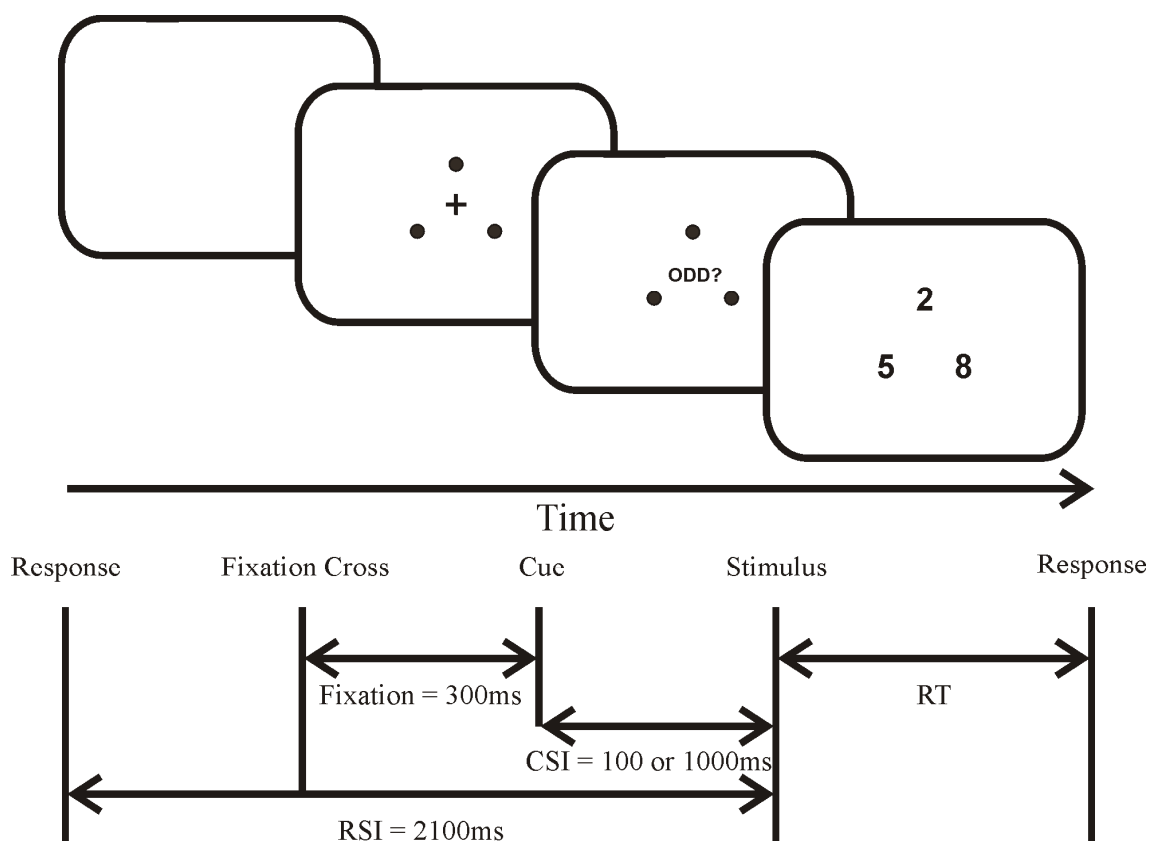 +
ODD?
2
5 8
Time
Response Fixation Cross Cue Stimulus Response
Fixation = 300ms
RT
CSI = 100 or 1000ms
RSI = 2100ms